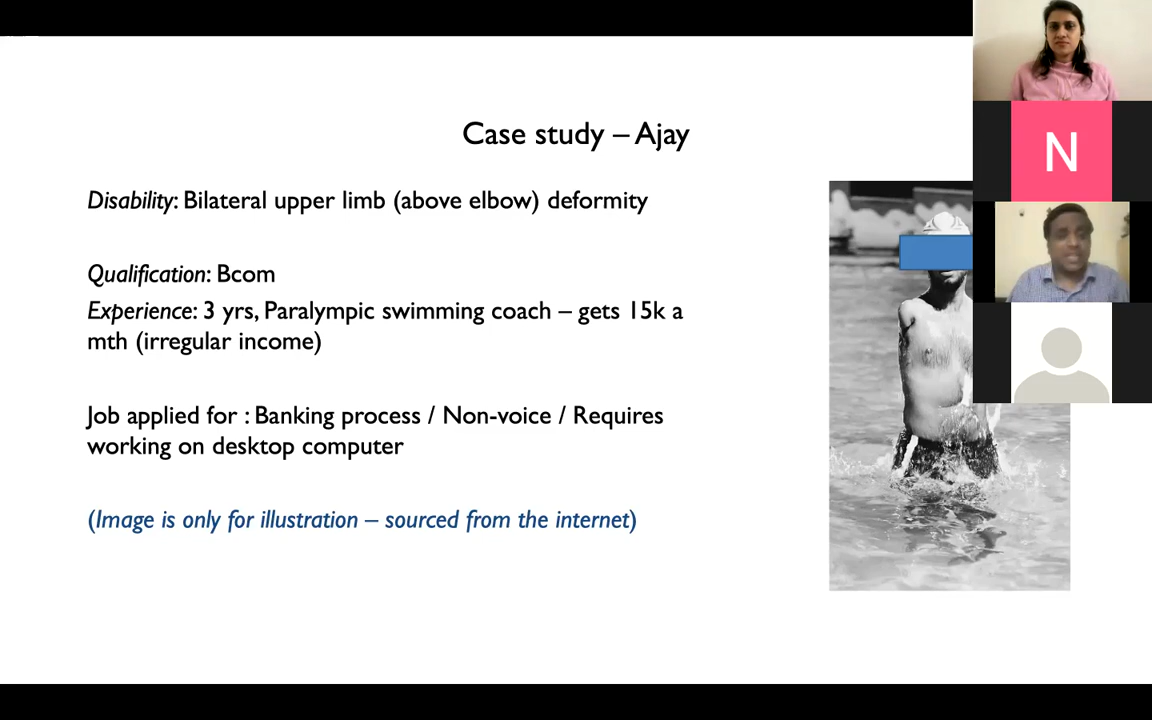 Case study – Ajay
Disability: Bilateral upper limb (above elbow) deformity
Qualification: Bcom
Experience: 3 yrs, Paralympic swimming coach – gets 15k a
mth (irregular income)
Job applied for : Banking process / Non-voice / Requires
working on desktop computer
(Image is only for illustration – sourced from the internet)
N